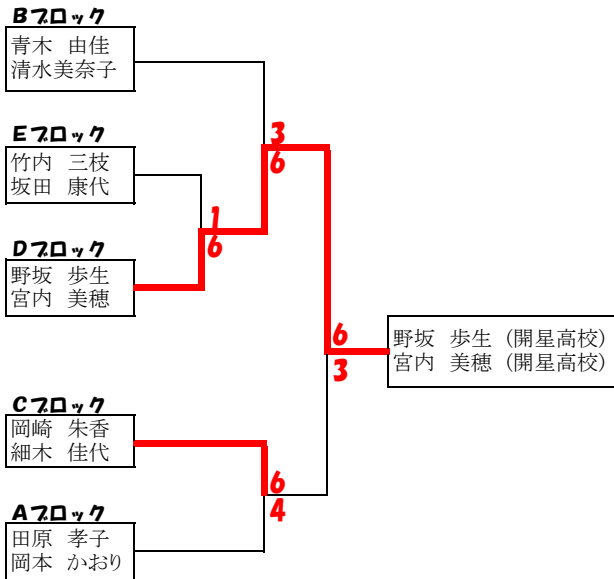 Bブロック
青木 由佳
清水美奈子
Eブロック
竹内 三枝
坂田 康代
Dブロック
野坂 歩生
宮内 美穂
3
6
1
6
6
3
野坂 歩生 (開星高校)
宮内 美穂 (開星高校)
Cブロック
岡崎 朱香
細木 佳代
6
4
Aブロック
田原 孝子
岡本 かおり